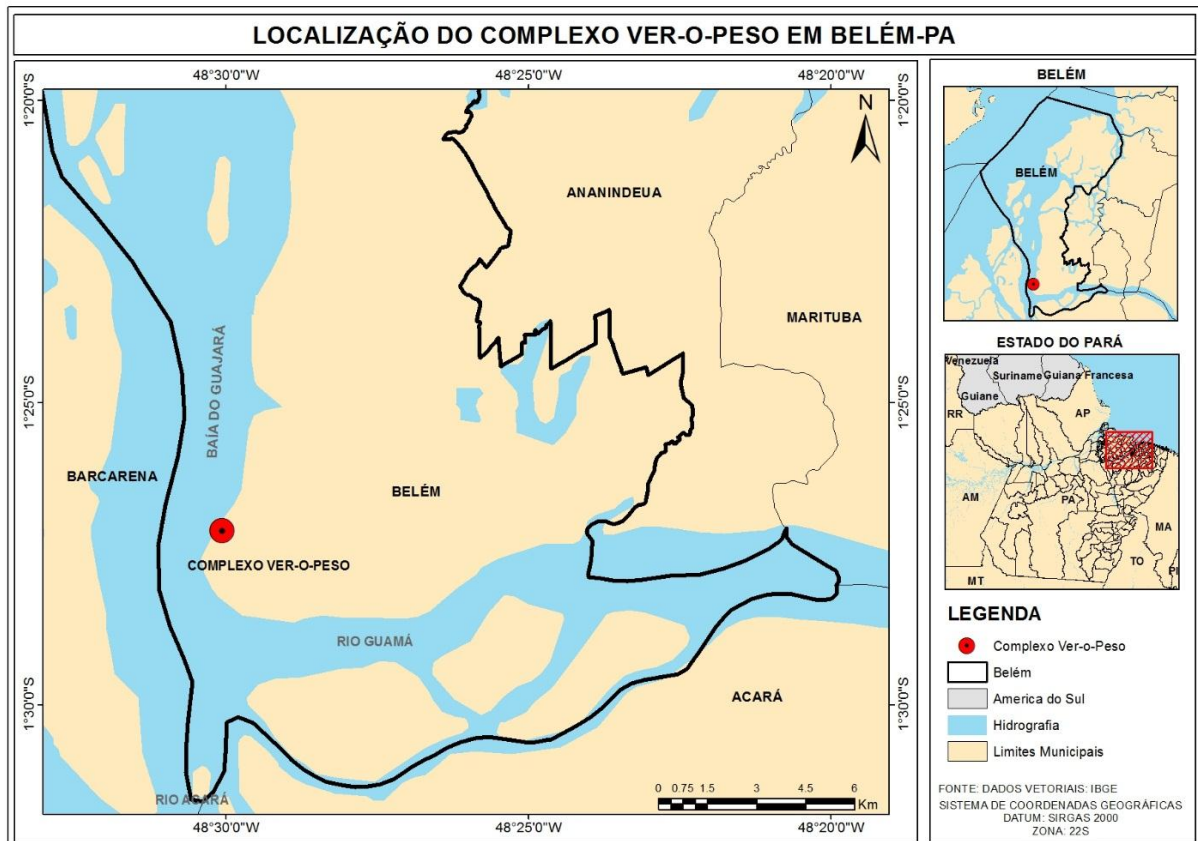 LOCALIZAÇÃO DO COMPLEXO VER-O-PESO EM BELÉM-PA
48°30'0"W
48°25'0"W
48°20'0"W
1°20'0"S
1°20'0"S
N
ANANINDEUA
MARITUBA
BAÍA DO GUAJARÁ
1°25'0"S
1°25'0"S
BARCARENA
BELÉM
COMPLEXO VER-O-PESO
RIO GUAMÁ
ACARÁ
1°30'0"S
1°30'0"S
RIO ACARÁ
0 0.75 1.5 3 4.5 6
Km
48°30'0"W
48°25'0"W
48°20'0"W
BELÉM
BELÉM
ESTADO DO PARÁ
Venezuela
Suriname
Guiana Francesa
Guiane
RR
AP
AM
PA
MA
TO
PI
MT
LEGENDA
Complexo Ver-o-Peso
Belém
America do Sul
Hidrografia
Limites Municipais
FONTE: DADOS VETORIAIS: IBGE
SISTEMA DE COORDENADAS GEOGRÁFICAS
DATUM: SIRGAS 2000
ZONA: 22S